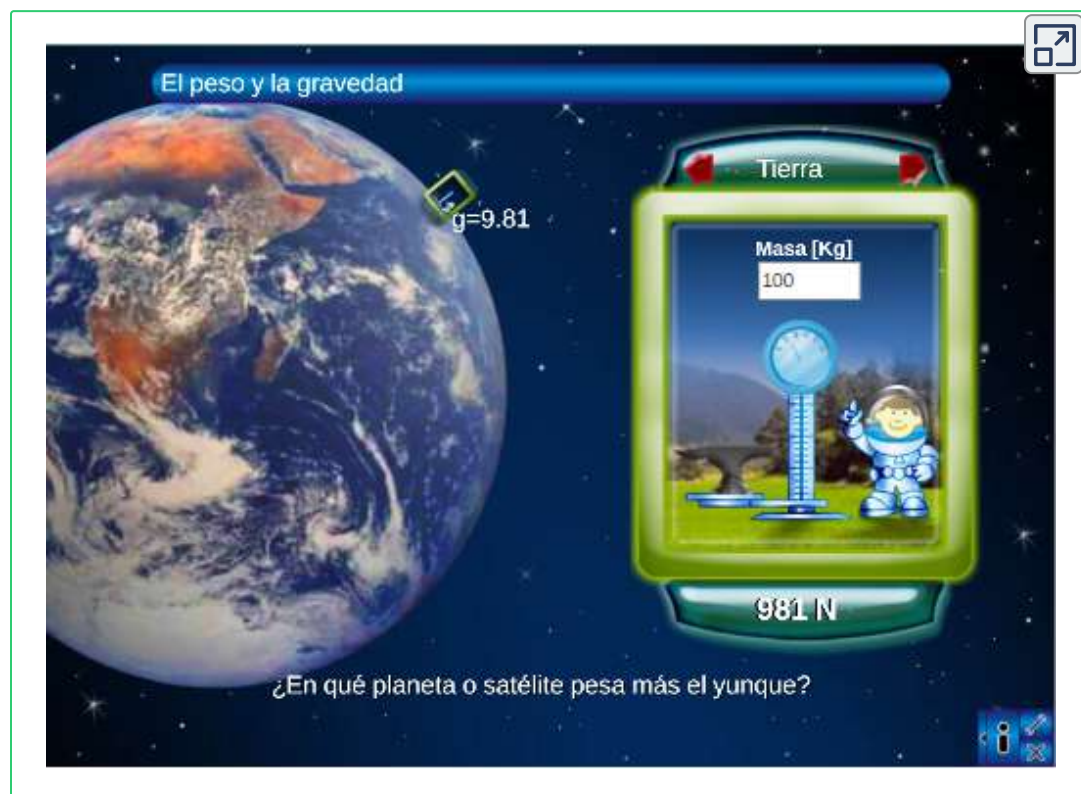 El peso y la gravedad
Tierra
g=9.81
Masa [Kg]
100
981 N
¿En qué planeta o satélite pesa más el yunque?
i